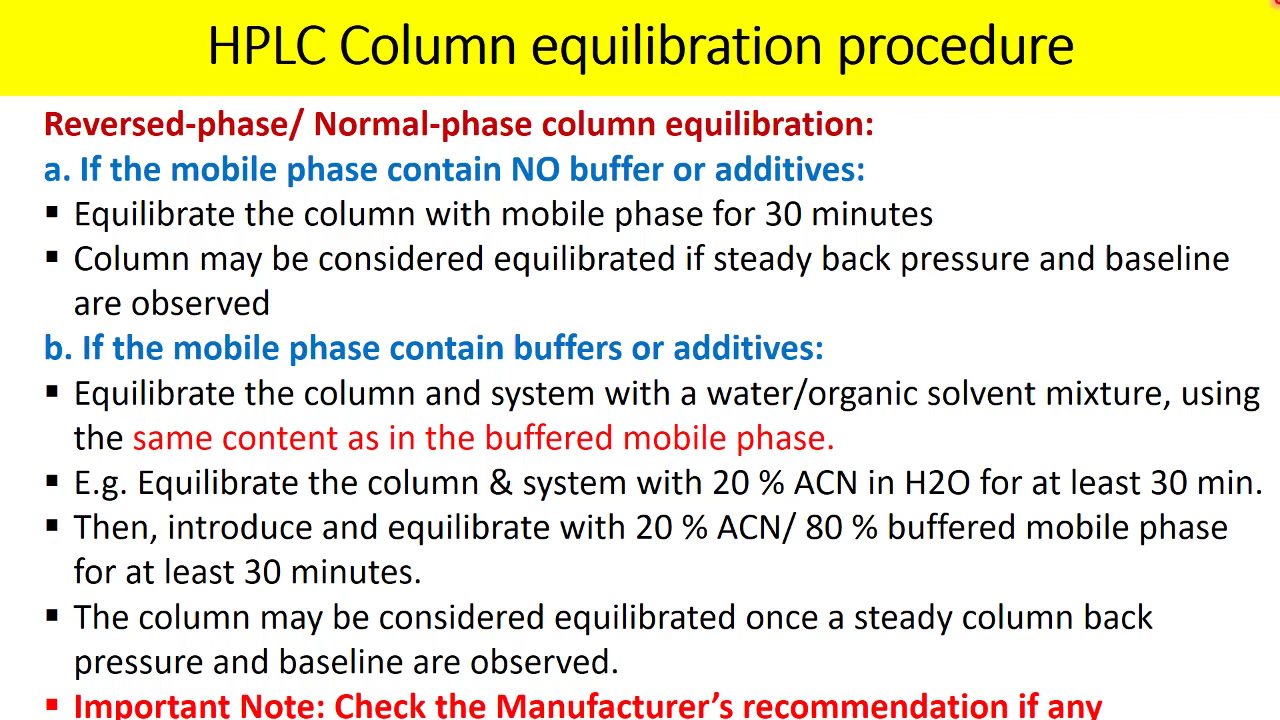 HPLC Column equilibration procedure
Reversed-phase/ Normal-phase column equilibration:
a. If the mobile phase contain NO buffer or additives:
▪ Equilibrate the column with mobile phase for 30 minutes
▪ Column may be considered equilibrated if steady back pressure and baseline
are observed
b. If the mobile phase contain buffers or additives:
▪ Equilibrate the column and system with a water/organic solvent mixture, using
the same content as in the buffered mobile phase.
▪ E.g. Equilibrate the column & system with 20 % ACN in H2O for at least 30 min.
▪ Then, introduce and equilibrate with 20 % ACN/ 80 % buffered mobile phase
for at least 30 minutes.
▪ The column may be considered equilibrated once a steady column back
pressure and baseline are observed.
▪ Important Note: Check the Manufacturer’s recommendation if any